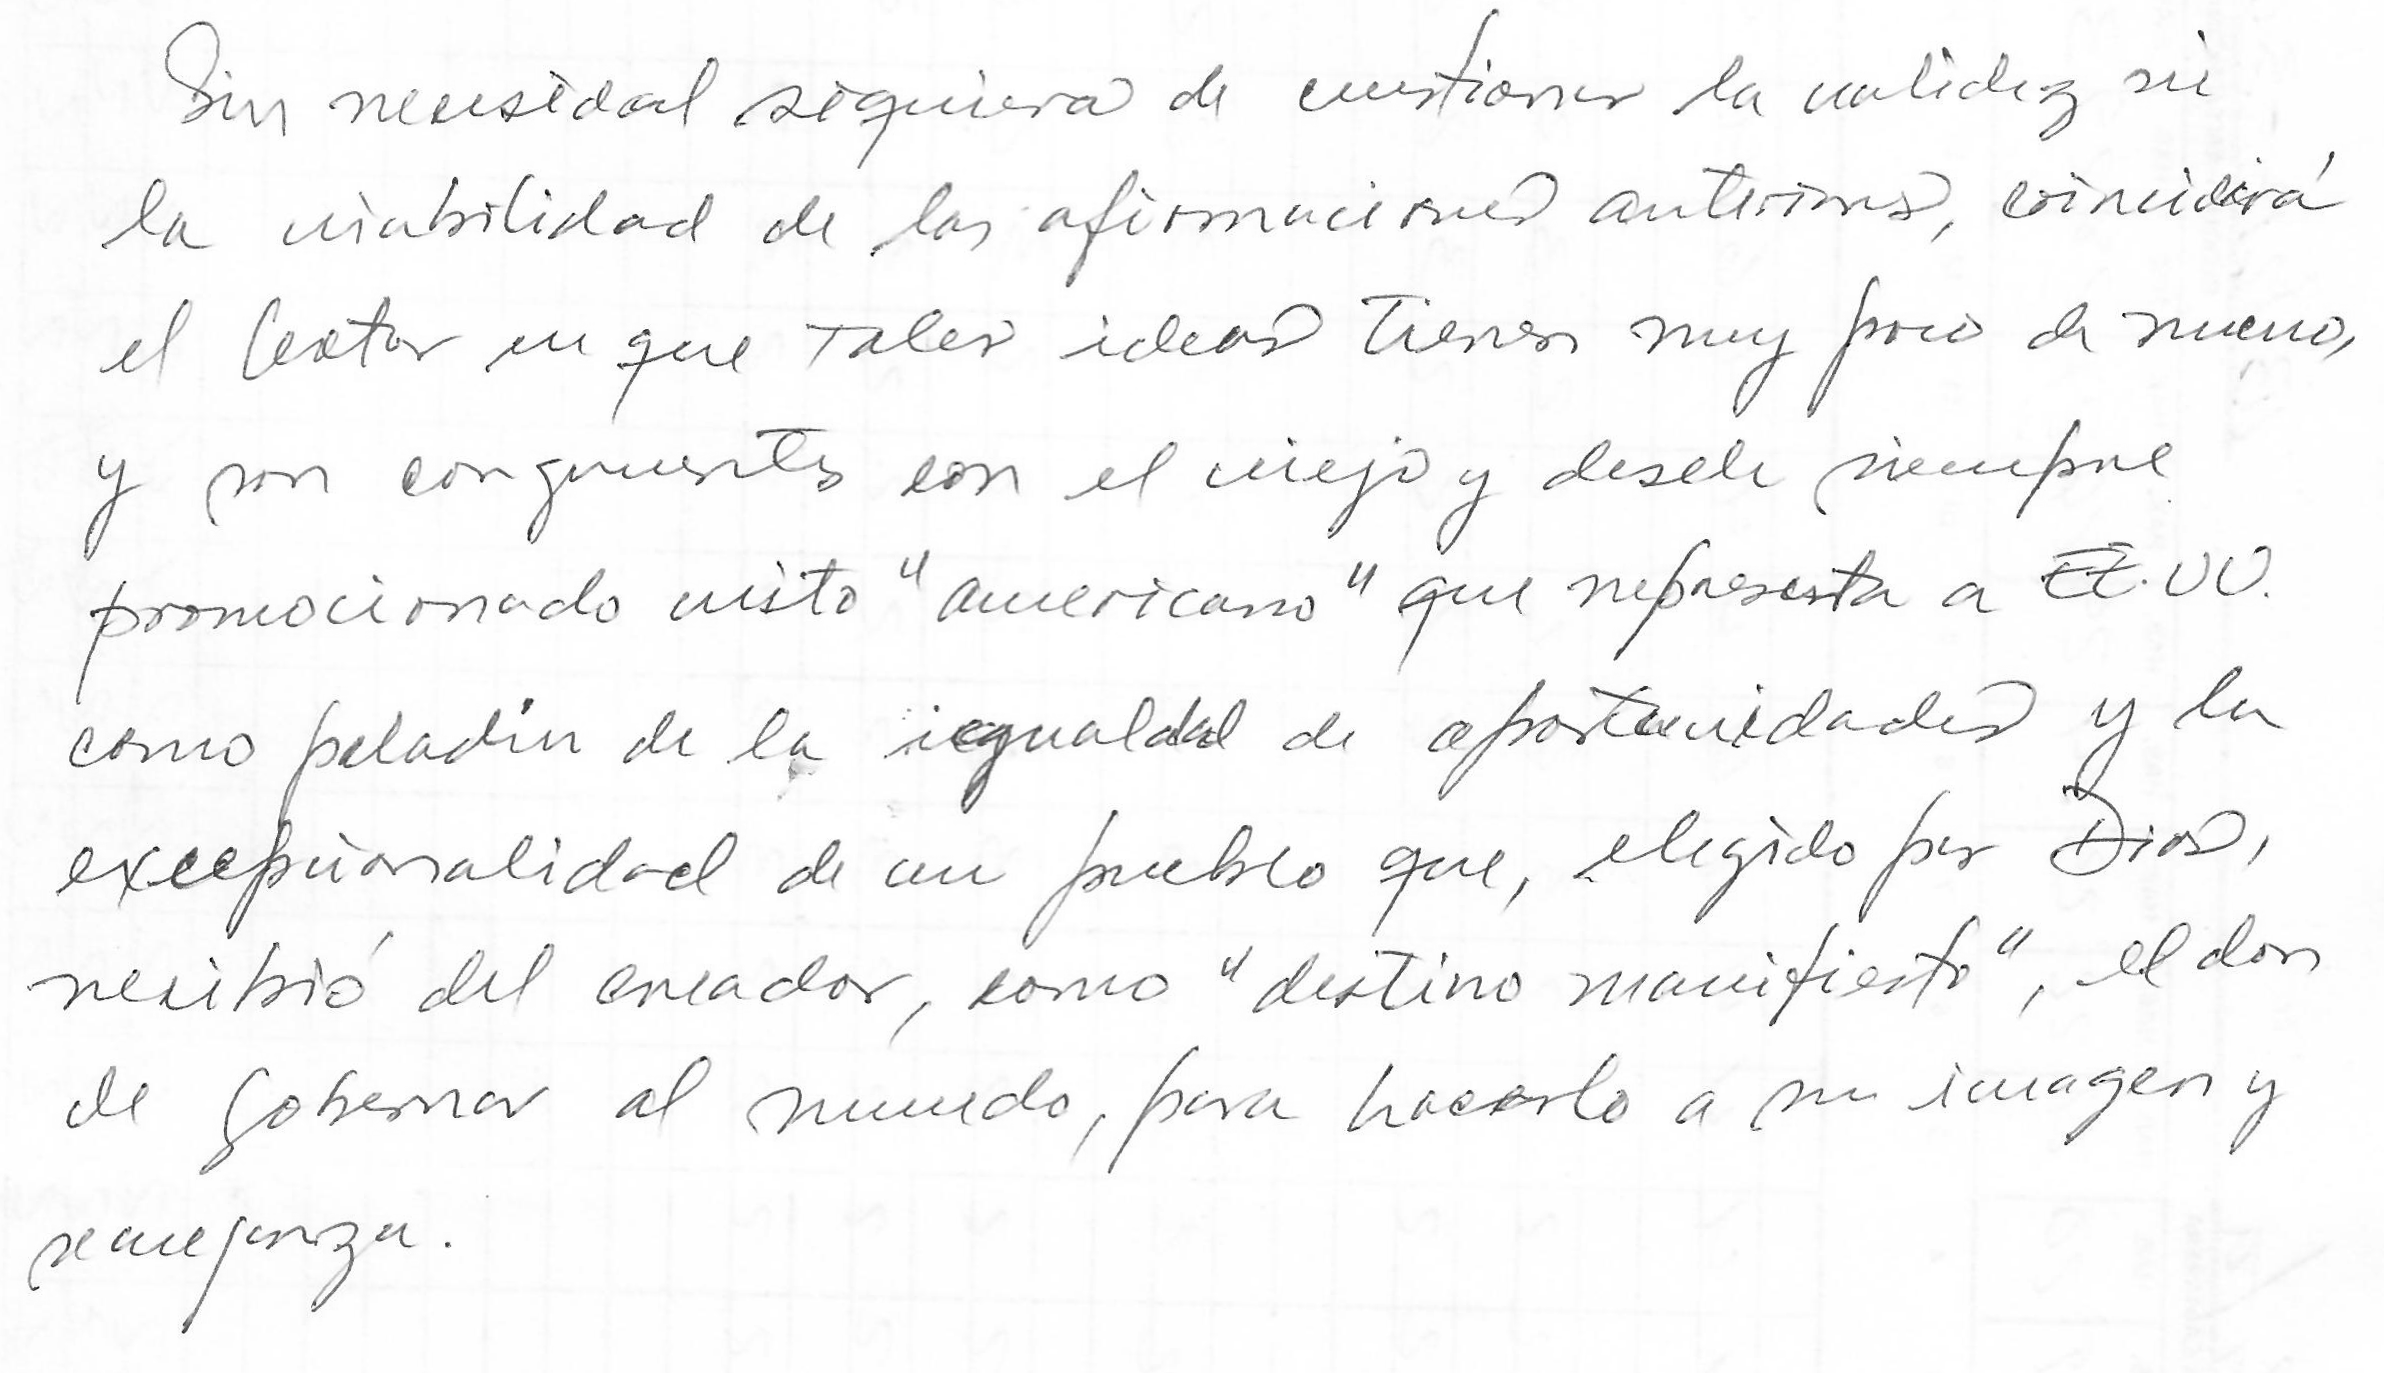 Sin necesidad siquiera de cuestionar la validez ni
la viabilidad de las afirmaciones anteriores, coincidirá
el lector en que tales ideas tienen muy poco de nuevo,
y son congruentes con el viejo y desde siempre
promocionado visto "americano" que representa a EE.UU.
como paladín de la igualdad de oportunidades y la
excepcionalidad de un pueblo que, elegido por Dios,
recibió del creador, como "destino manifiesto", el don
de gobernar al mundo, para hacerlo a su imagen y
semejanza.